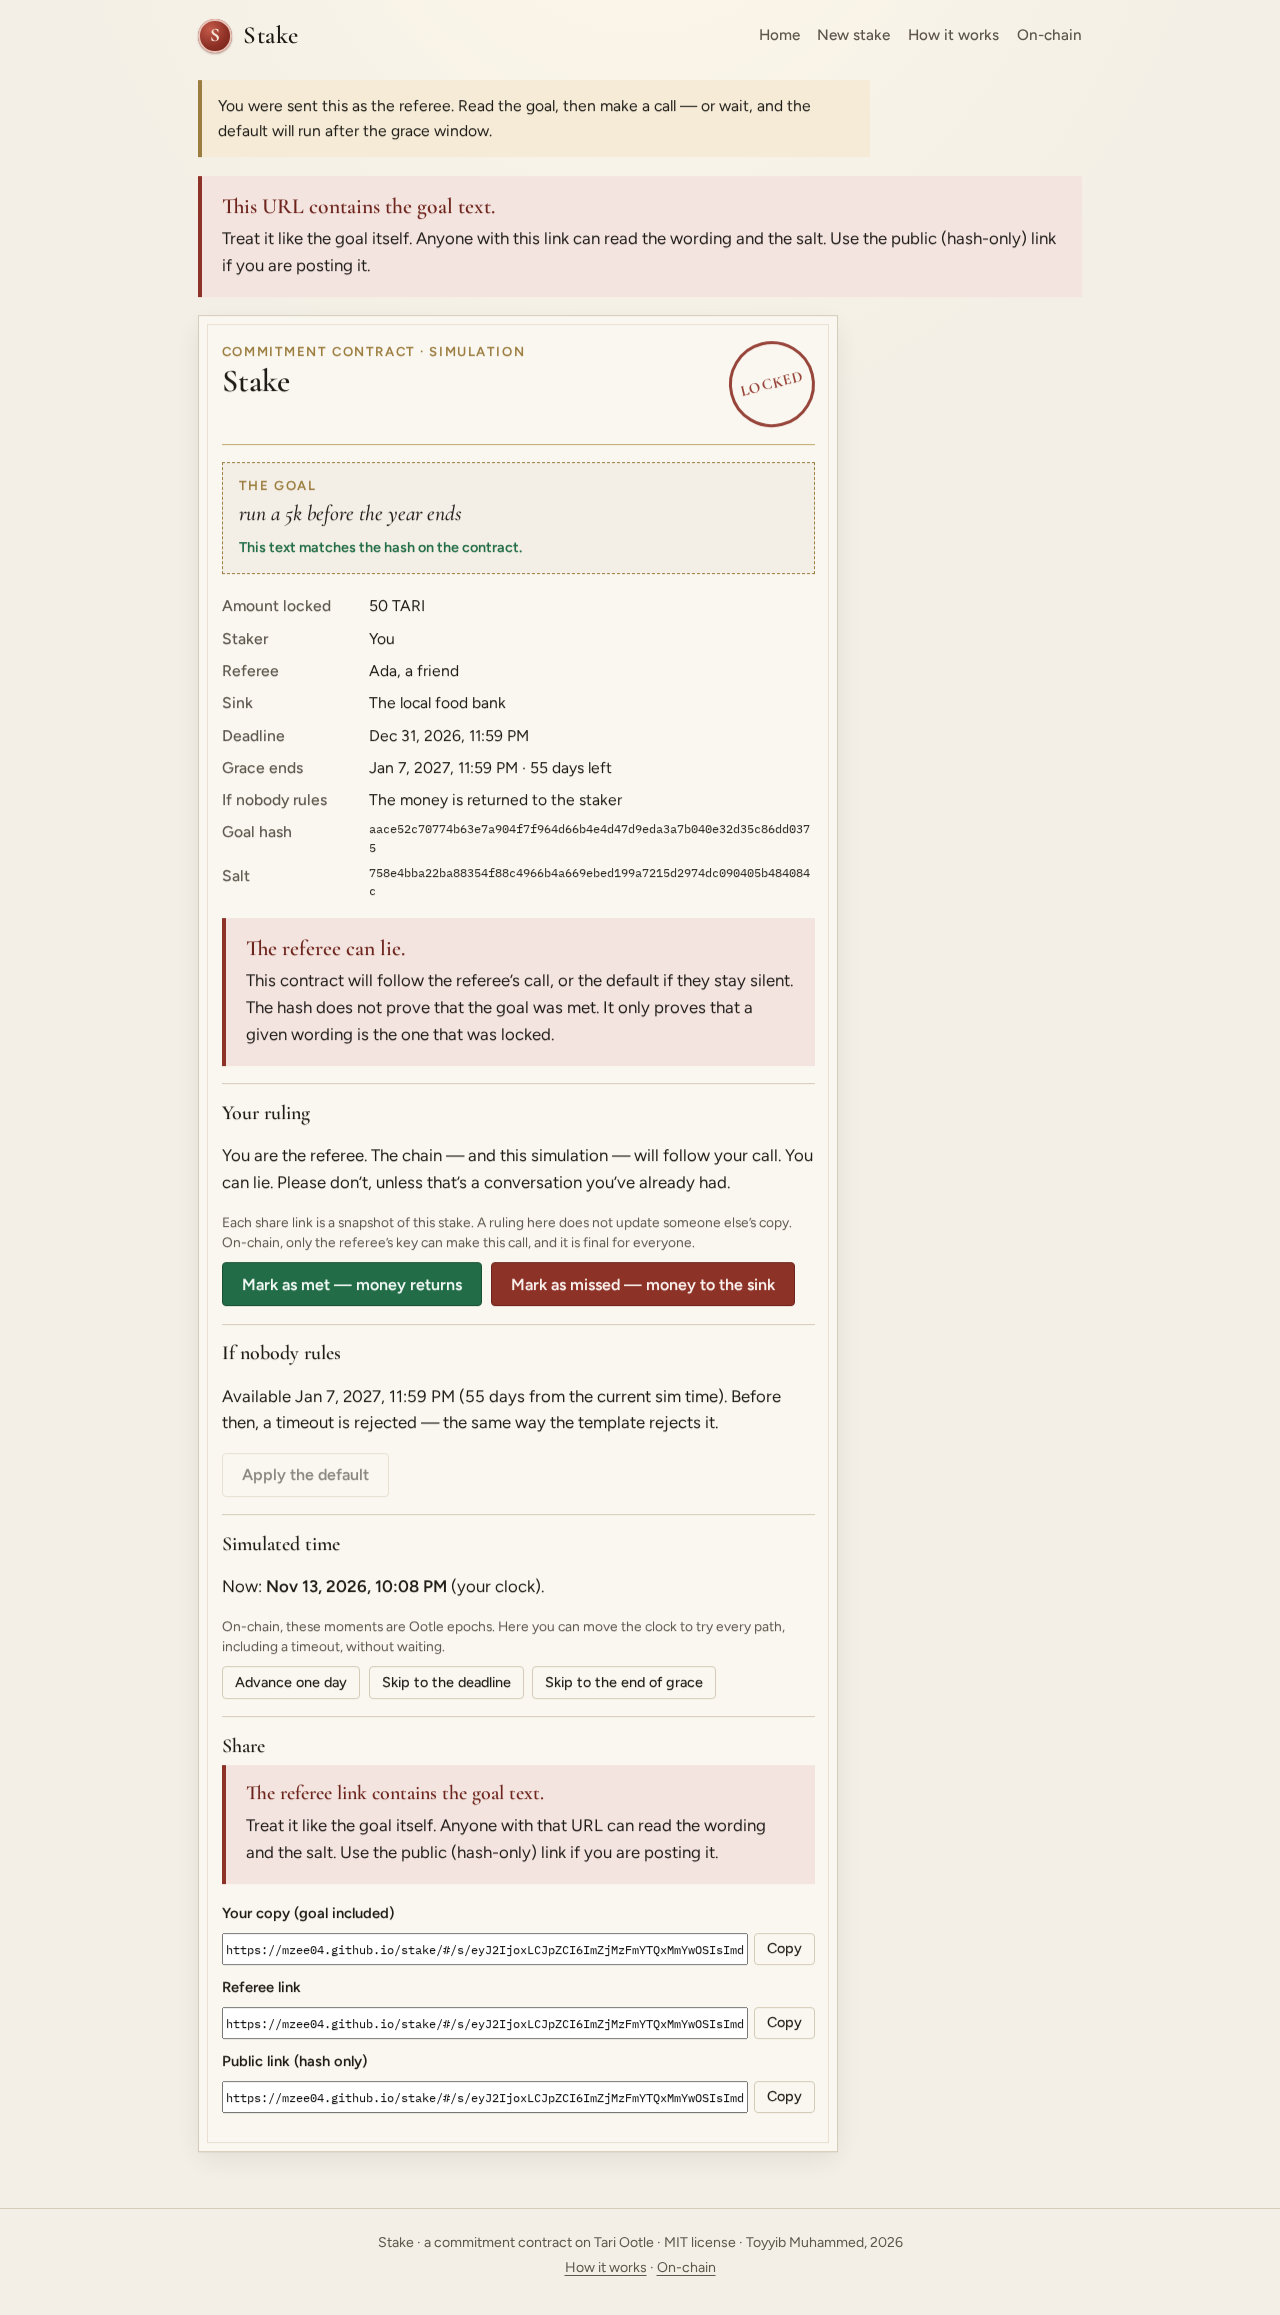 S Stake
Home New stake How it works On-chain
You were sent this as the referee. Read the goal, then make a call — or wait, and the
default will run after the grace window.
This URL contains the goal text.
Treat it like the goal itself. Anyone with this link can read the wording and the salt. Use the public (hash-only) link
if you are posting it.
COMMITMENT CONTRACT · SIMULATION
Stake
LOCKED
THE GOAL
run a 5k before the year ends
This text matches the hash on the contract.
Amount locked 50 TARI
Staker You
Referee Ada, a friend
Sink The local food bank
Deadline Dec 31, 2026, 11:59 PM
Grace ends Jan 7, 2027, 11:59 PM · 55 days left
If nobody rules The money is returned to the staker
Goal hash aace52c70774b63e7a904f7f964d66b4e4d47d9eda3a7b040e32d35c86dd037
5
Salt 758e4bba22ba88354f88c4966b4a669ebed199a7215d2974dc090405b484084
c
The referee can lie.
This contract will follow the referee’s call, or the default if they stay silent.
The hash does not prove that the goal was met. It only proves that a
given wording is the one that was locked.
Your ruling
You are the referee. The chain — and this simulation — will follow your call. You
can lie. Please don’t, unless that’s a conversation you’ve already had.
Each share link is a snapshot of this stake. A ruling here does not update someone else’s copy.
On-chain, only the referee’s key can make this call, and it is final for everyone.
Mark as met — money returns Mark as missed — money to the sink
If nobody rules
Available Jan 7, 2027, 11:59 PM (55 days from the current sim time). Before
then, a timeout is rejected — the same way the template rejects it.
Apply the default
Simulated time
Now: Nov 13, 2026, 10:08 PM (your clock).
On-chain, these moments are Ootle epochs. Here you can move the clock to try every path,
including a timeout, without waiting.
Advance one day Skip to the deadline Skip to the end of grace
Share
The referee link contains the goal text.
Treat it like the goal itself. Anyone with that URL can read the wording
and the salt. Use the public (hash-only) link if you are posting it.
Your copy (goal included)
https://mzee04.github.io/stake/#/s/eyJ2IjoxLCJpZCI6ImZjMzFmYTQxMmYwOSIsImd Copy
Referee link
https://mzee04.github.io/stake/#/s/eyJ2IjoxLCJpZCI6ImZjMzFmYTQxMmYwOSIsImd Copy
Public link (hash only)
https://mzee04.github.io/stake/#/s/eyJ2IjoxLCJpZCI6ImZjMzFmYTQxMmYwOSIsImd Copy
Stake · a commitment contract on Tari Ootle · MIT license · Toyyib Muhammed, 2026
How it works · On-chain